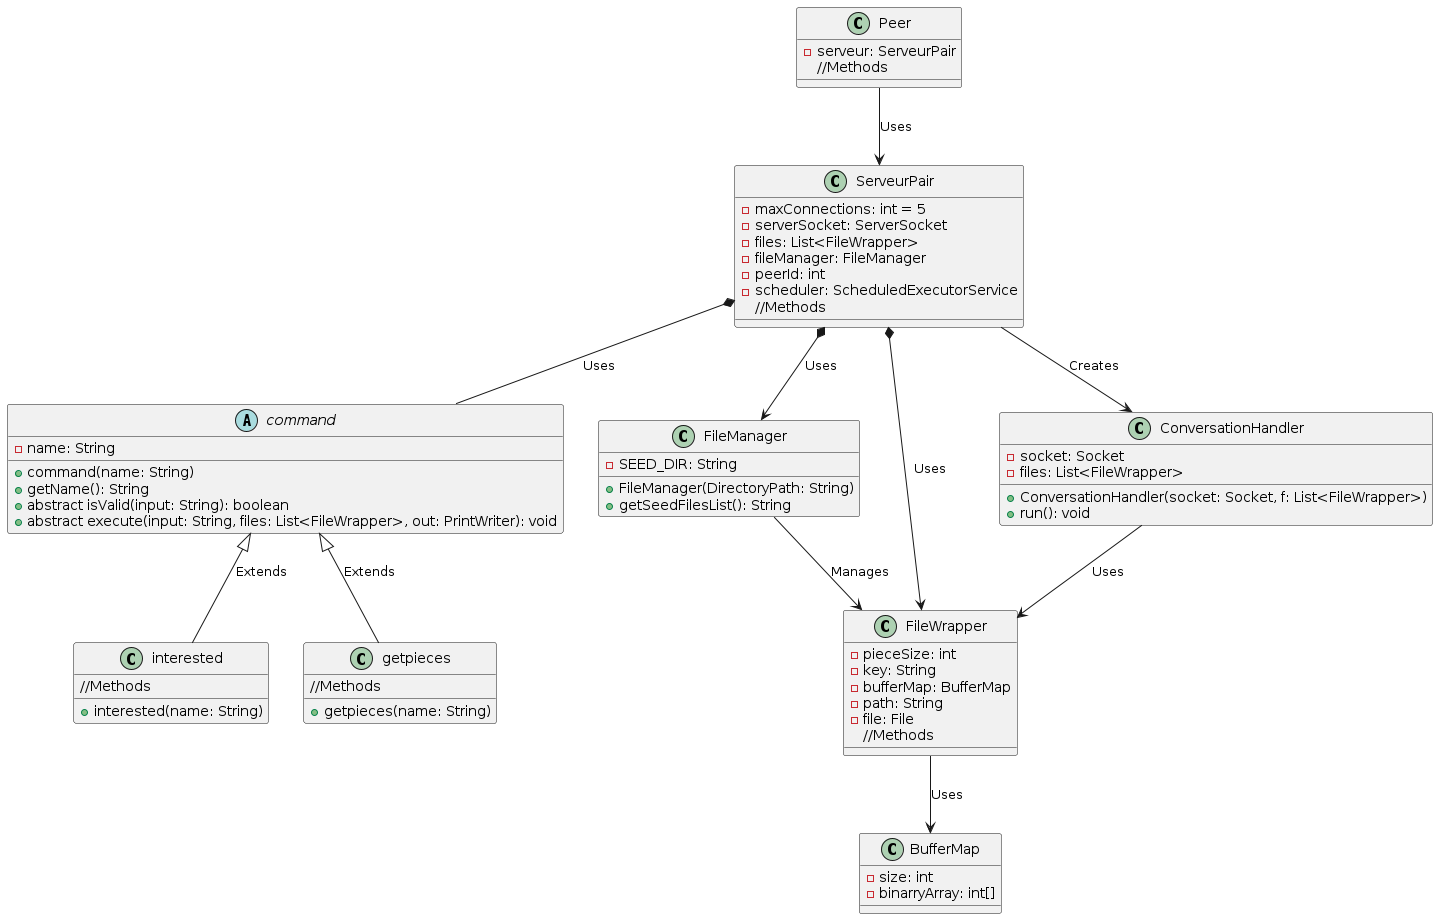 C Peer
serveur: ServeurPair
//Methods
Uses
C ServeurPair
maxConnections: int = 5
serverSocket: ServerSocket
files: List<FileWrapper>
fileManager: FileManager
peerId: int
scheduler: ScheduledExecutorService
//Methods
Uses
Uses
Uses
Creates
A command
name: String
command(name: String)
getName(): String
abstract isValid(input: String): boolean
abstract execute(input: String, files: List<FileWrapper>, out: PrintWriter): void
C FileManager
SEED_DIR: String
FileManager(DirectoryPath: String)
getSeedFilesList(): String
C ConversationHandler
socket: Socket
files: List<FileWrapper>
ConversationHandler(socket: Socket, f: List<FileWrapper>)
run(): void
Extends
Extends
Manages
Uses
C interested
//Methods
interested(name: String)
C getpieces
//Methods
getpieces(name: String)
C FileWrapper
pieceSize: int
key: String
bufferMap: BufferMap
path: String
file: File
//Methods
Uses
C BufferMap
size: int
binarryArray: int[]